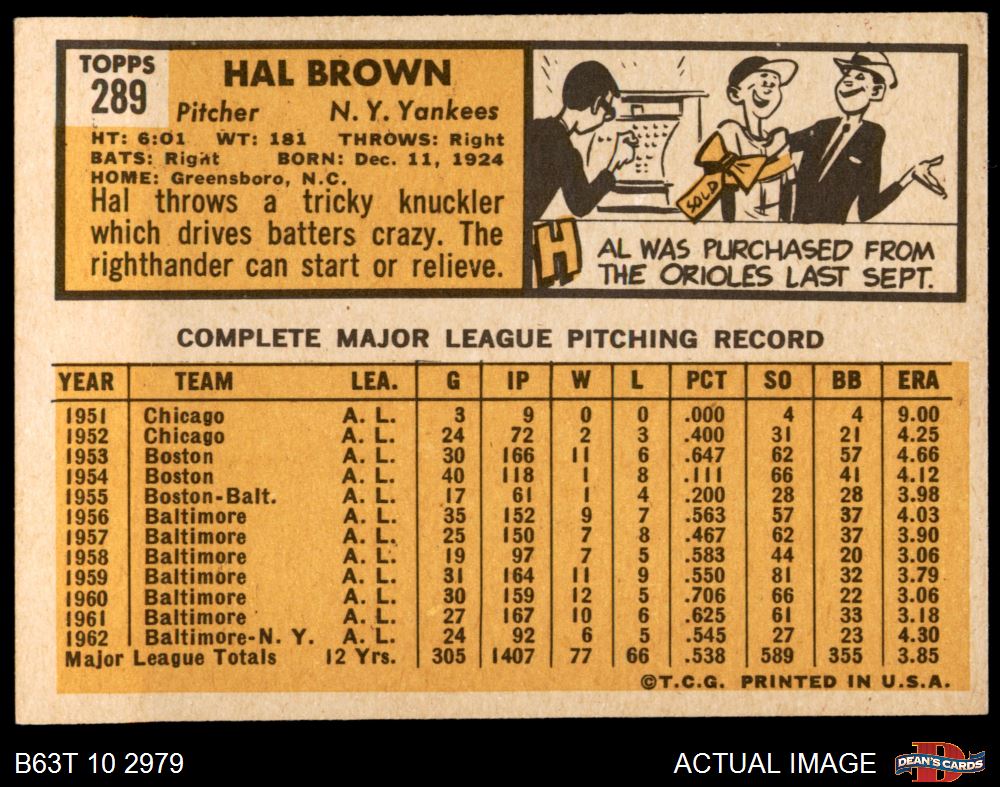 TOPPS
289
HAL BROWN
Pitcher N. Y. Yankees
HT: 6:01 WT: 181 THROWS: Right
BATS: Right BORN: Dec. 11, 1924
HOME: Greensboro, N.C.
Hal throws a tricky knuckler
which drives batters crazy. The
righthander can start or relieve.
SOLD
HAL WAS PURCHASED FROM
THE ORIOLES LAST SEPT.
COMPLETE MAJOR LEAGUE PITCHING RECORD
YEAR TEAM LEA. G IP W L PCT SO BB ERA
1951 Chicago A. L. 3 9 0 0 .000 4 4 9.00
1952 Chicago A. L. 24 72 2 3 .400 31 21 4.25
1953 Boston A. L. 30 166 11 6 .647 62 57 4.66
1954 Boston A. L. 40 118 1 8 .111 66 41 4.12
1955 Boston-Balt. A. L. 17 61 1 4 .200 28 28 3.98
1956 Baltimore A. L. 35 152 9 7 .563 57 37 4.03
1957 Baltimore A. L. 25 150 7 8 .467 62 37 3.90
1958 Baltimore A. L. 19 97 7 5 .583 44 20 3.06
1959 Baltimore A. L. 31 164 11 9 .550 81 32 3.79
1960 Baltimore A. L. 30 159 12 5 .706 66 22 3.06
1961 Baltimore A. L. 27 167 10 6 .625 61 33 3.18
1962 Baltimore-N. Y. A. L. 24 92 6 5 .545 27 23 4.30
Major League Totals 12 Yrs. 305 1407 77 66 .538 589 355 3.85
©T.C.G. PRINTED IN U.S.A.
B63T 10 2979 ACTUAL IMAGE D DEAN'S CARDS